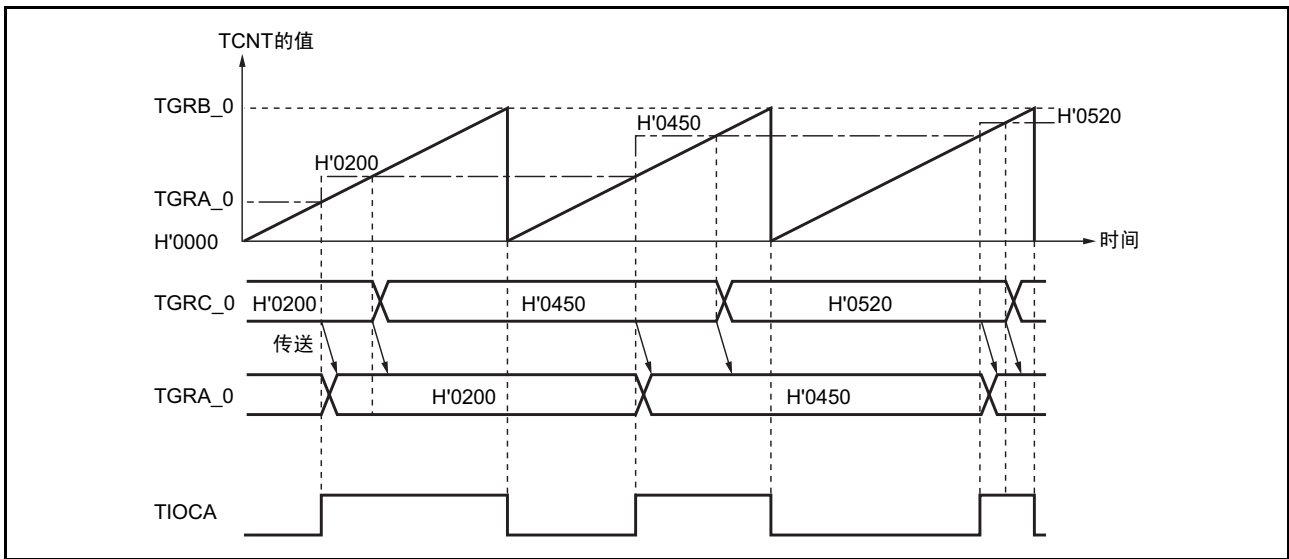 TCNT的值
TGRB_0
H'0520
H'0450
H'0200
TGRA_0
H'0000
时间
TGRC_0 H'0200 H'0450 H'0520
传送
TGRA_0 H'0200 H'0450
TIOCA